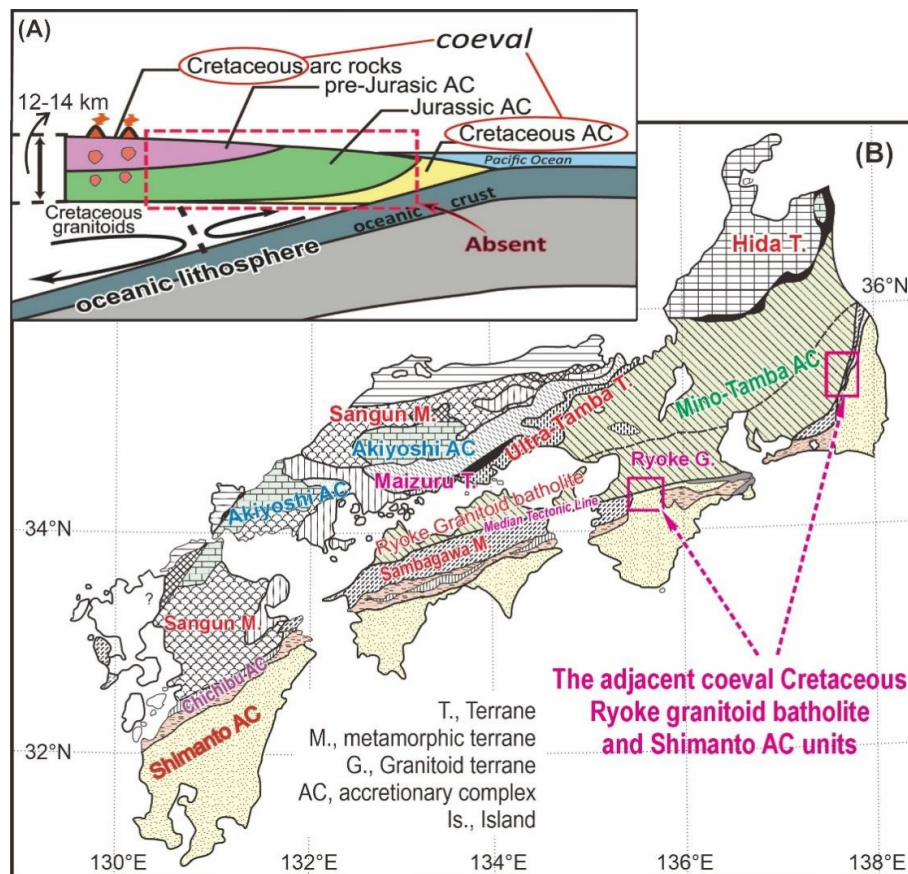 (A)
coeval
Cretaceous arc rocks
pre-Jurasic AC
12-14 km
Jurassic AC
Cretaceous AC
Pacific Ocean
Cretaceous
granitoids
oceanic crust
oceanic lithosphere
Absent
(B)
Hida T.
36°N
Mino-Tamba AC
Ultra-Tamba T.
Sangun M.
Akiyoshi AC
Maizuru T.
Ryoke G.
Akiyoshi AC
Ryoke Granitoid batholite
Median Tectonic Line
34°N
Sambagawa M.
?
Sangun M.
Chichibu AC
Shimanto AC
The adjacent coeval Cretaceous
Ryoke granitoid batholite
and Shimanto AC units
32°N
T., Terrane
M., metamorphic terrane
G., Granitoid terrane
AC, accretionary complex
Is., Island
130°E
132°E
134°E
136°E
138°E